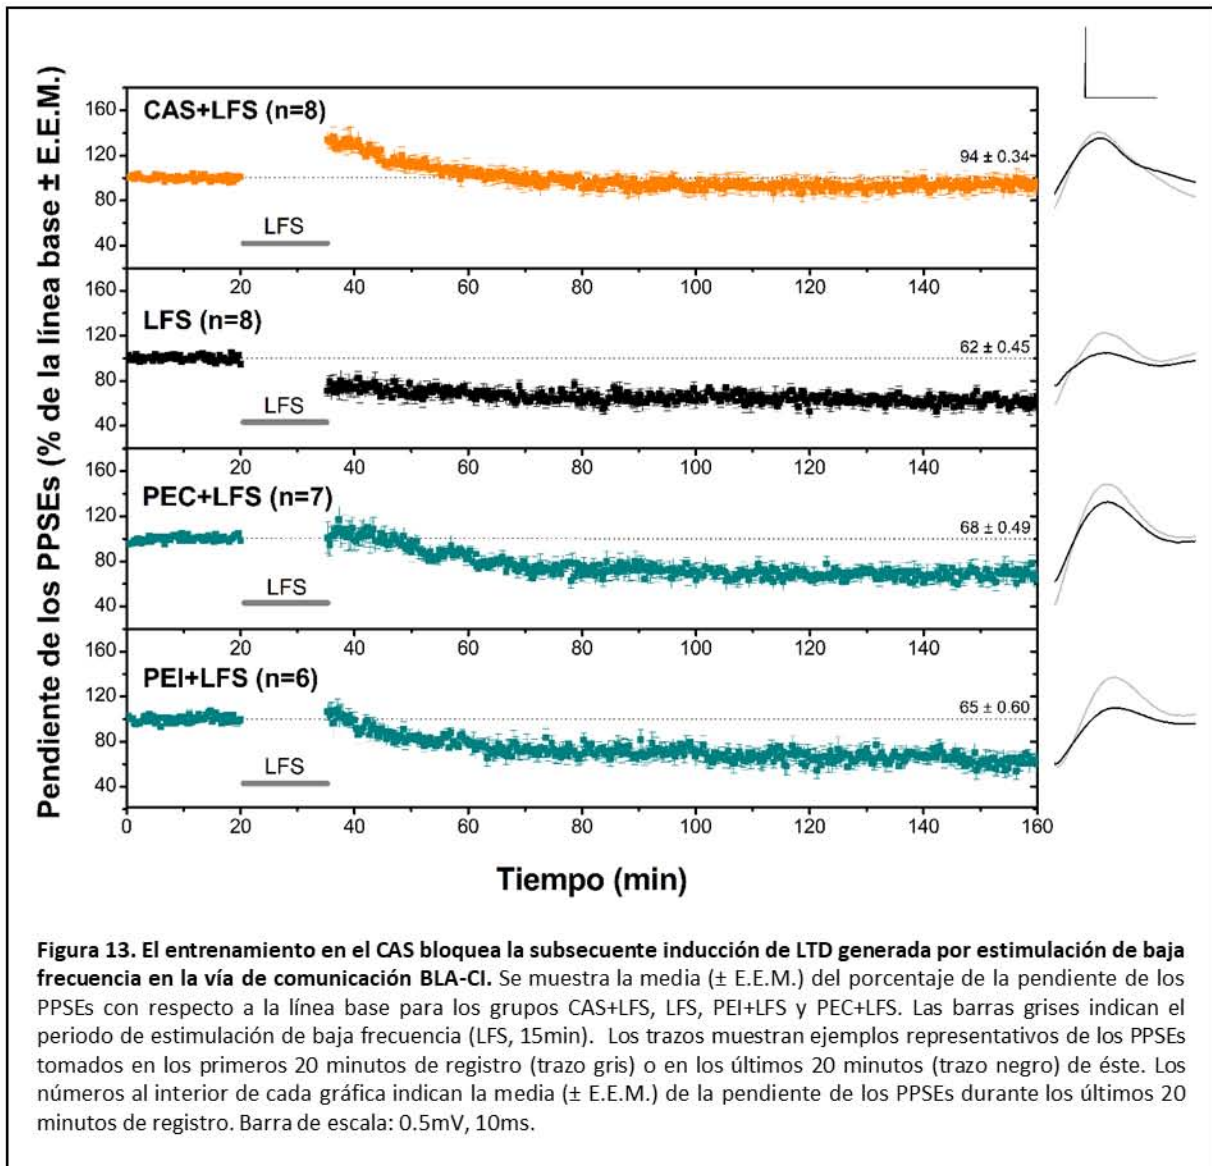 Pendiente de los PPSEs (% de la línea base ± E.E.M.)
160
120
80
40
CAS+LFS (n=8)
94 ± 0.34
LFS
20
40
60
80
100
120
140
160
120
80
40
LFS (n=8)
62 ± 0.45
LFS
20
40
60
80
100
120
140
160
120
80
40
PEC+LFS (n=7)
68 ± 0.49
LFS
20
40
60
80
100
120
140
160
120
80
40
PEI+LFS (n=6)
65 ± 0.60
LFS
0
20
40
60
80
100
120
140
160
Tiempo (min)
Figura 13. El entrenamiento en el CAS bloquea la subsecuente inducción de LTD generada por estimulación de baja
frecuencia en la vía de comunicación BLA-CI. Se muestra la media (± E.E.M.) del porcentaje de la pendiente de los
PPSEs con respecto a la línea base para los grupos CAS+LFS, LFS, PEI+LFS y PEC+LFS. Las barras grises indican el
periodo de estimulación de baja frecuencia (LFS, 15min). Los trazos muestran ejemplos representativos de los PPSEs
tomados en los primeros 20 minutos de registro (trazo gris) o en los últimos 20 minutos (trazo negro) de éste. Los
números al interior de cada gráfica indican la media (± E.E.M.) de la pendiente de los PPSEs durante los últimos 20
minutos de registro. Barra de escala: 0.5mV, 10ms.